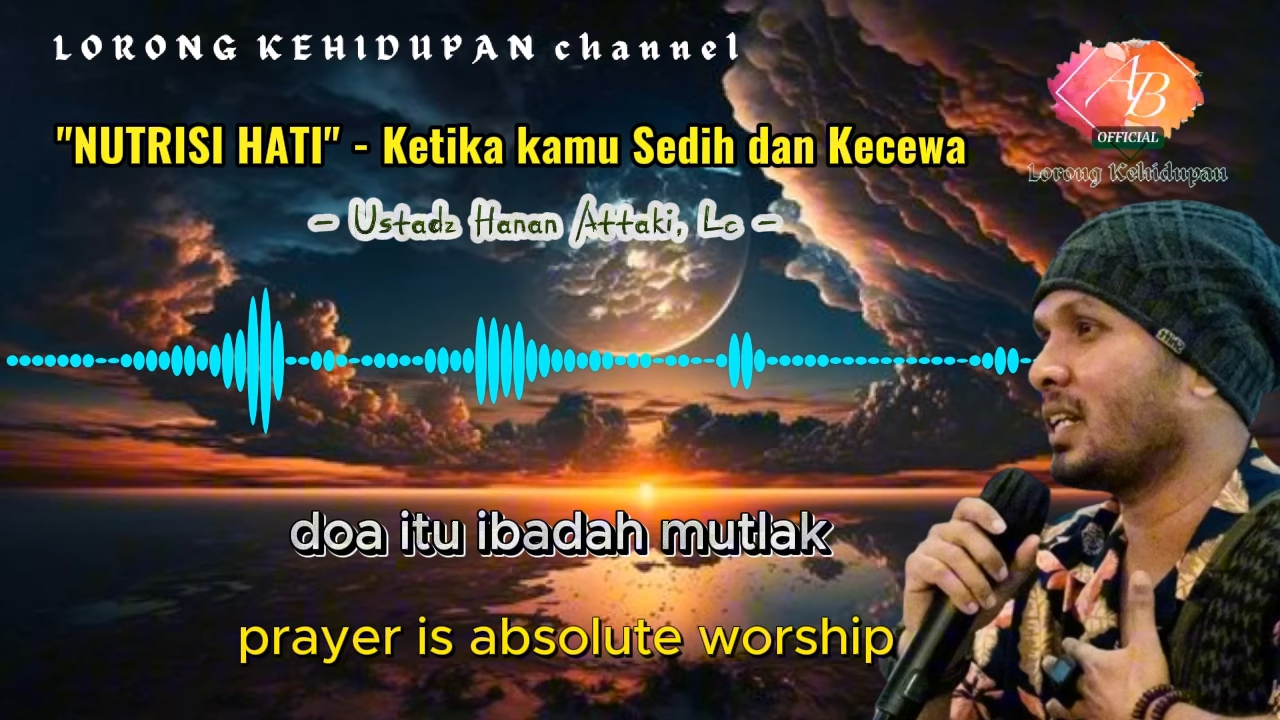 LORONG KEHIDUPAN channel
AB
OFFICIAL
Lorong Kehidupan
"NUTRISI HATI" - Ketika kamu Sedih dan Kecewa
- Ustadz Hanan Attaki, Lc -
doa itu ibadah mutlak
prayer is absolute worship